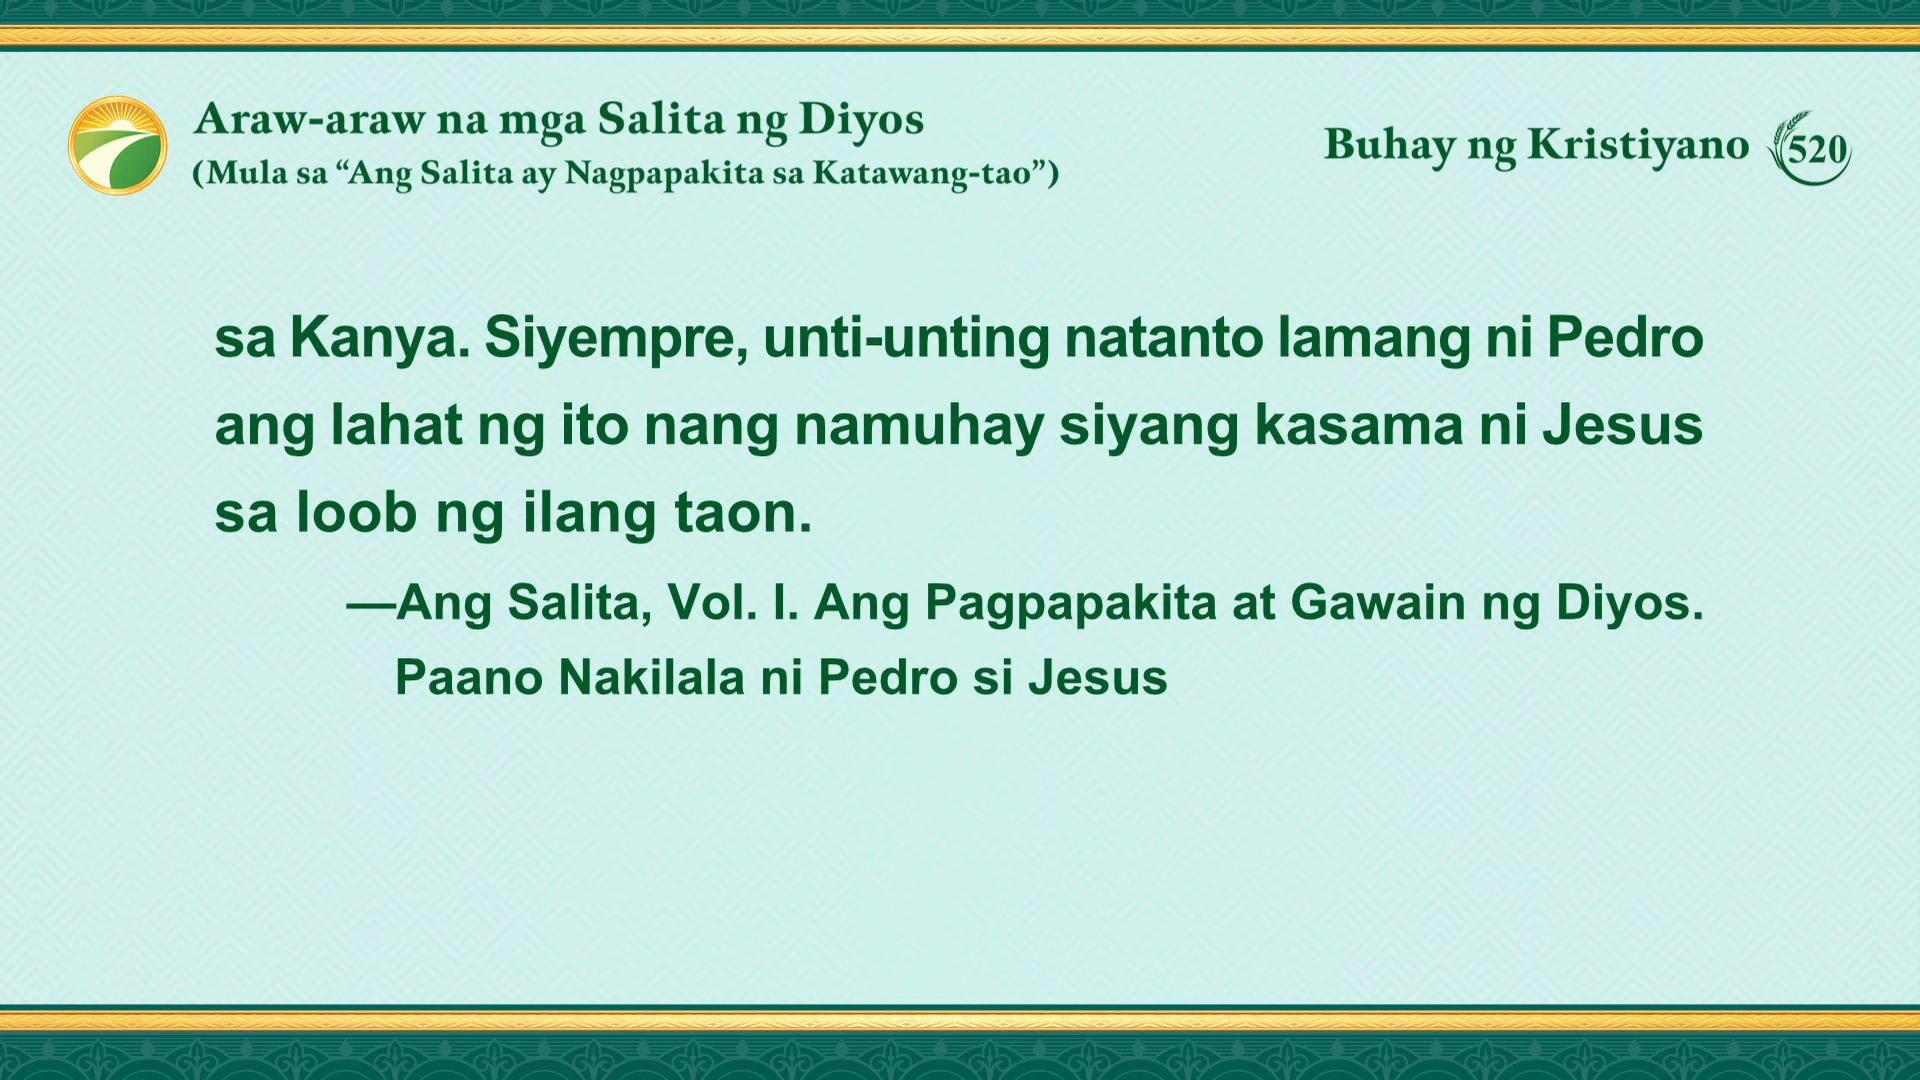 Araw-araw na mga Salita ng Diyos
(Mula sa “Ang Salita ay Nagpapakita sa Katawang-tao”)
Buhay ng Kristiyano 520
sa Kanya. Siyempre, unti-unting natanto lamang ni Pedro
ang lahat ng ito nang namuhay siyang kasama ni Jesus
sa loob ng ilang taon.
—Ang Salita, Vol. I. Ang Pagpapakita at Gawain ng Diyos.
Paano Nakilala ni Pedro si Jesus